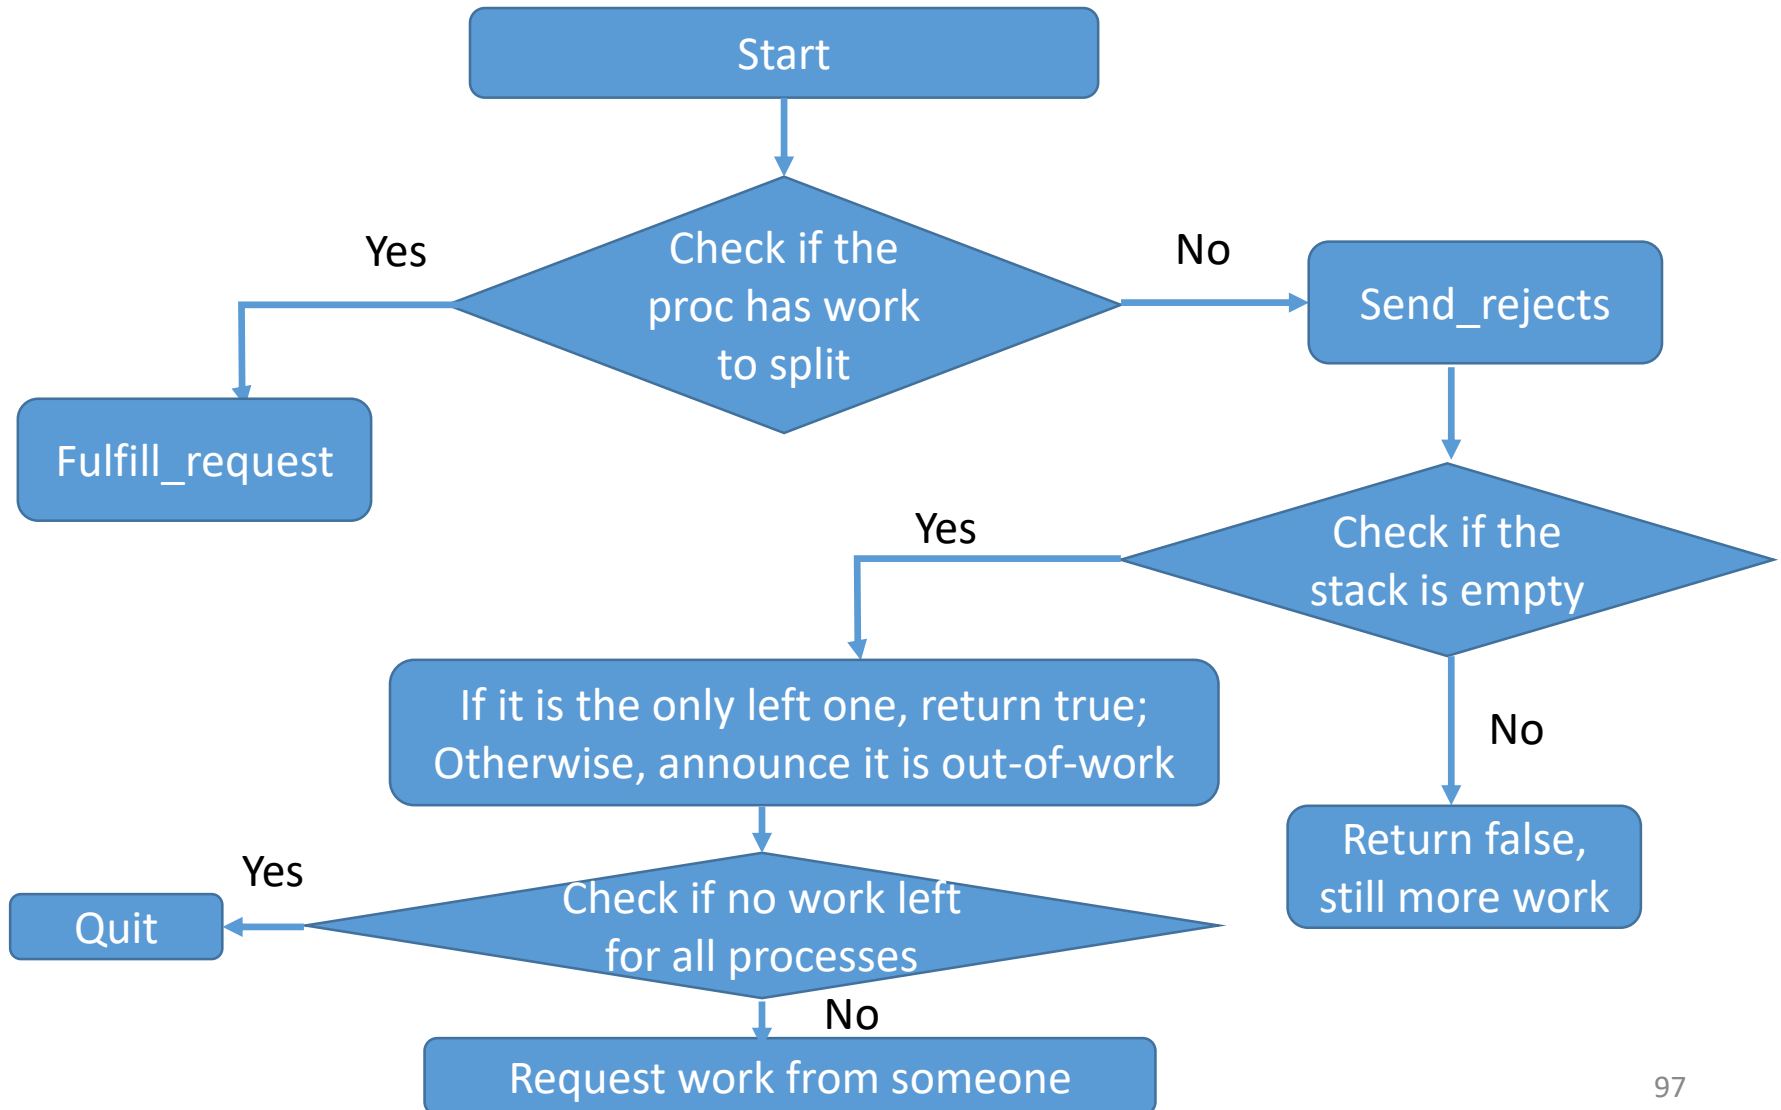 Start
Yes
Check if the
proc has work
to split
No
Send_rejects
Fulfill_request
Yes
Check if the
stack is empty
If it is the only left one, return true;
Otherwise, announce it is out-of-work
No
Return false,
still more work
Yes
Quit
Check if no work left
for all processes
No
Request work from someone
97